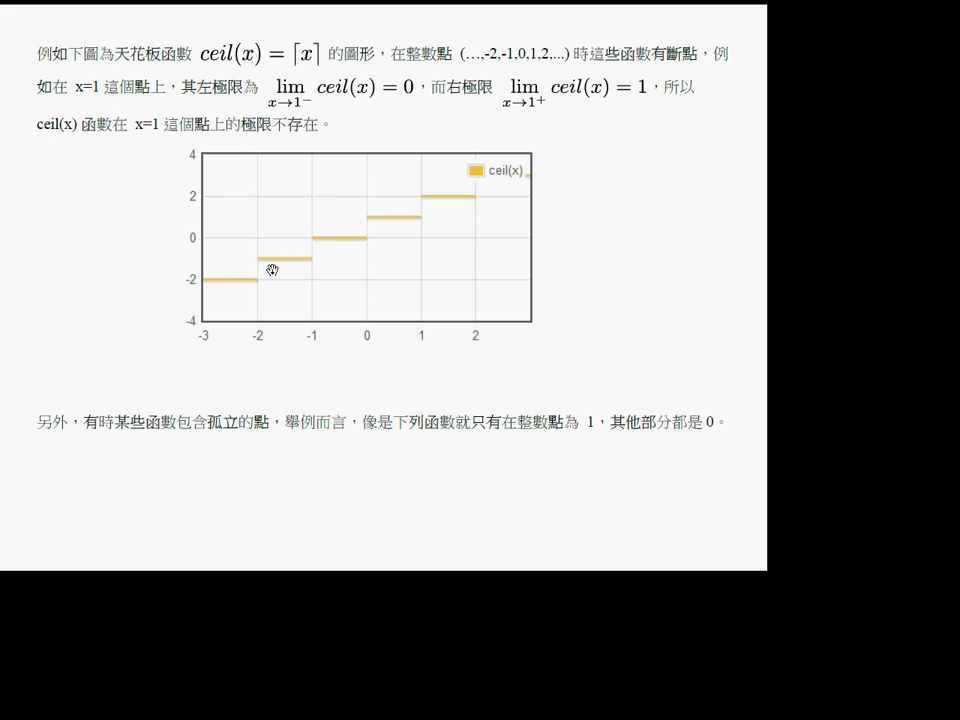 例如下圖為天花板函數 ceil(x) = ⌈x⌉ 的圖形，在整數點 (…,-2,-1,0,1,2,...) 時這些函數有斷點，例
如在 x=1 這個點上，其左極限為 lim x→1⁻ ceil(x) = 0，而右極限 lim x→1⁺ ceil(x) = 1，所以
ceil(x) 函數在 x=1 這個點上的極限不存在。
4
ceil(x)
2
0
-2
-4
-3 -2 -1 0 1 2
另外，有時某些函數包含孤立的點，舉例而言，像是下列函數就只有在整數點為 1，其他部分都是 0。